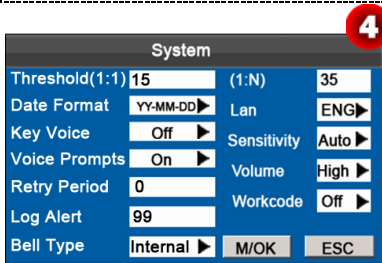 4
System
Threshold(1:1) 15 (1:N) 35
Date Format YY-MM-DD Lan ENG
Key Voice Off Sensitivity Auto
Voice Prompts On Volume High
Retry Period 0 Workcode Off
Log Alert 99
Bell Type Internal M/OK ESC